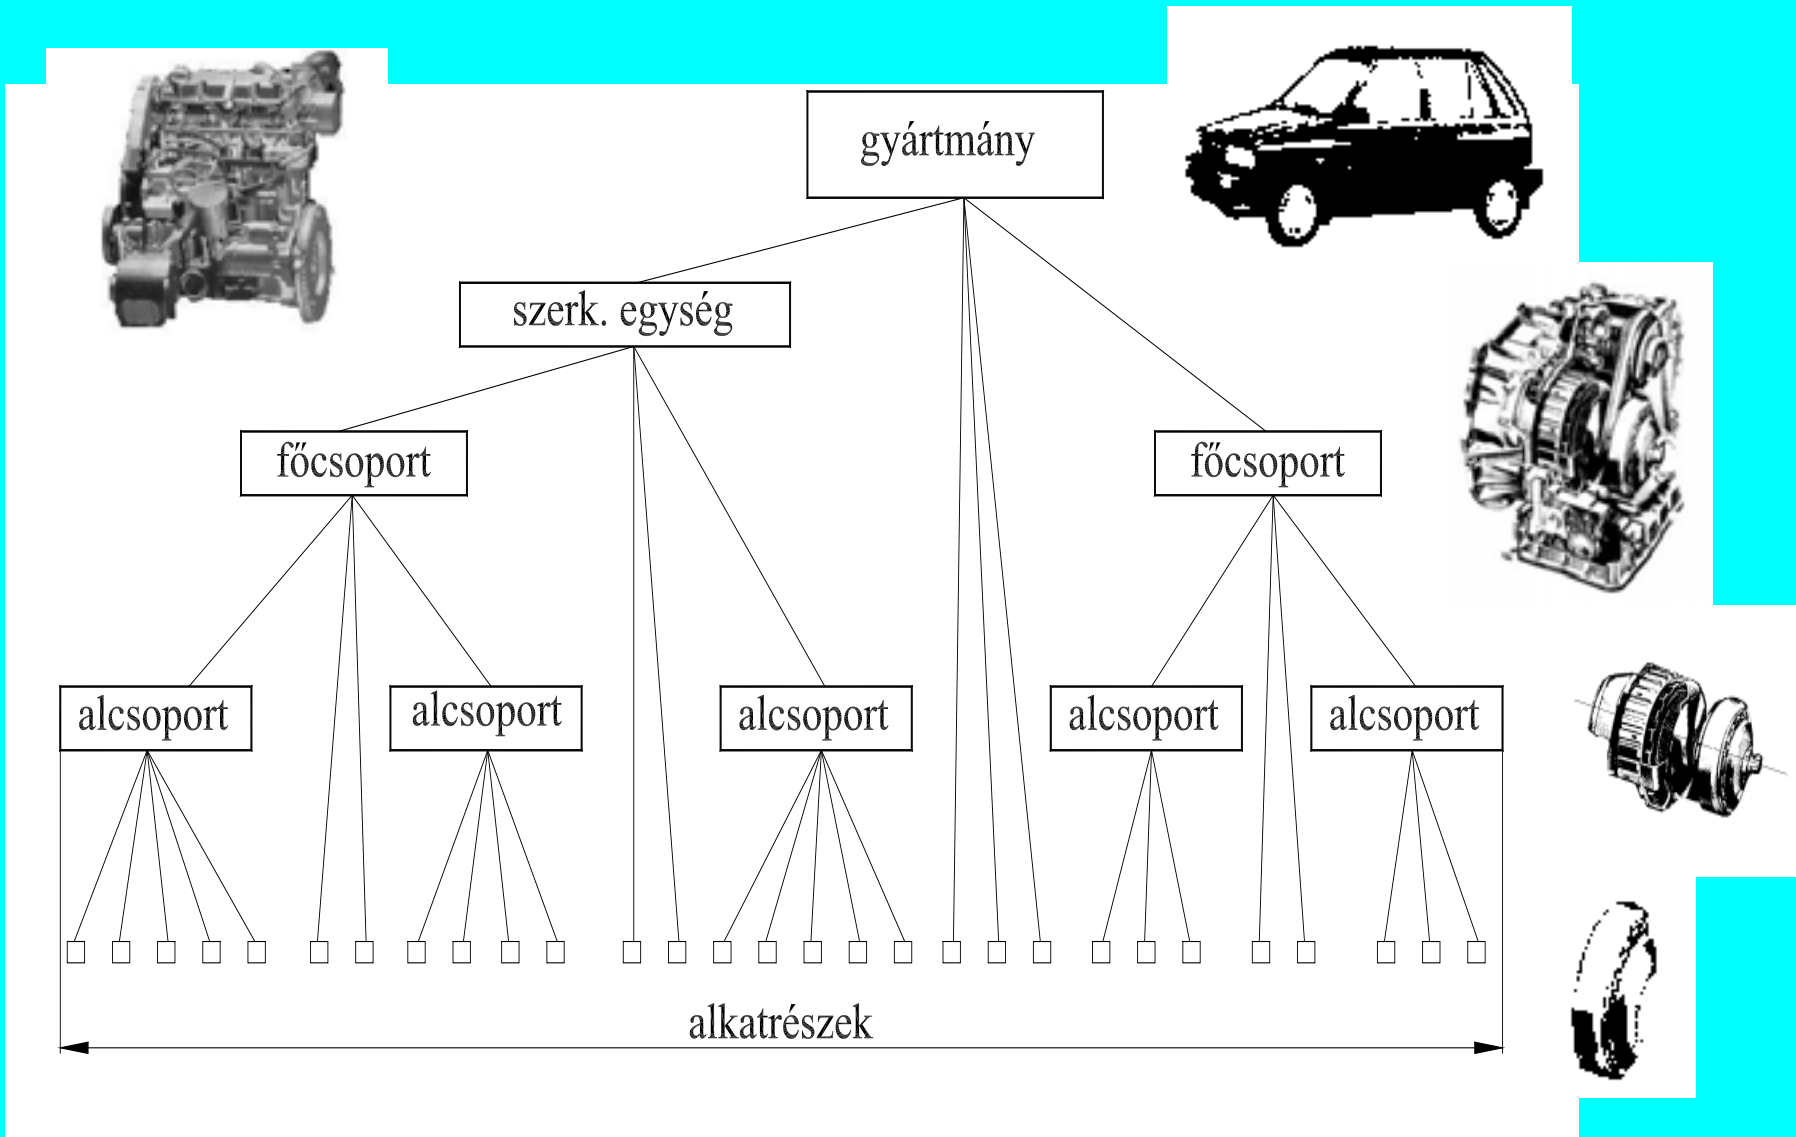 gyártmány
szerk. egység
főcsoport
főcsoport
alcsoport
alcsoport
alcsoport
alcsoport
alcsoport
alkatrészek